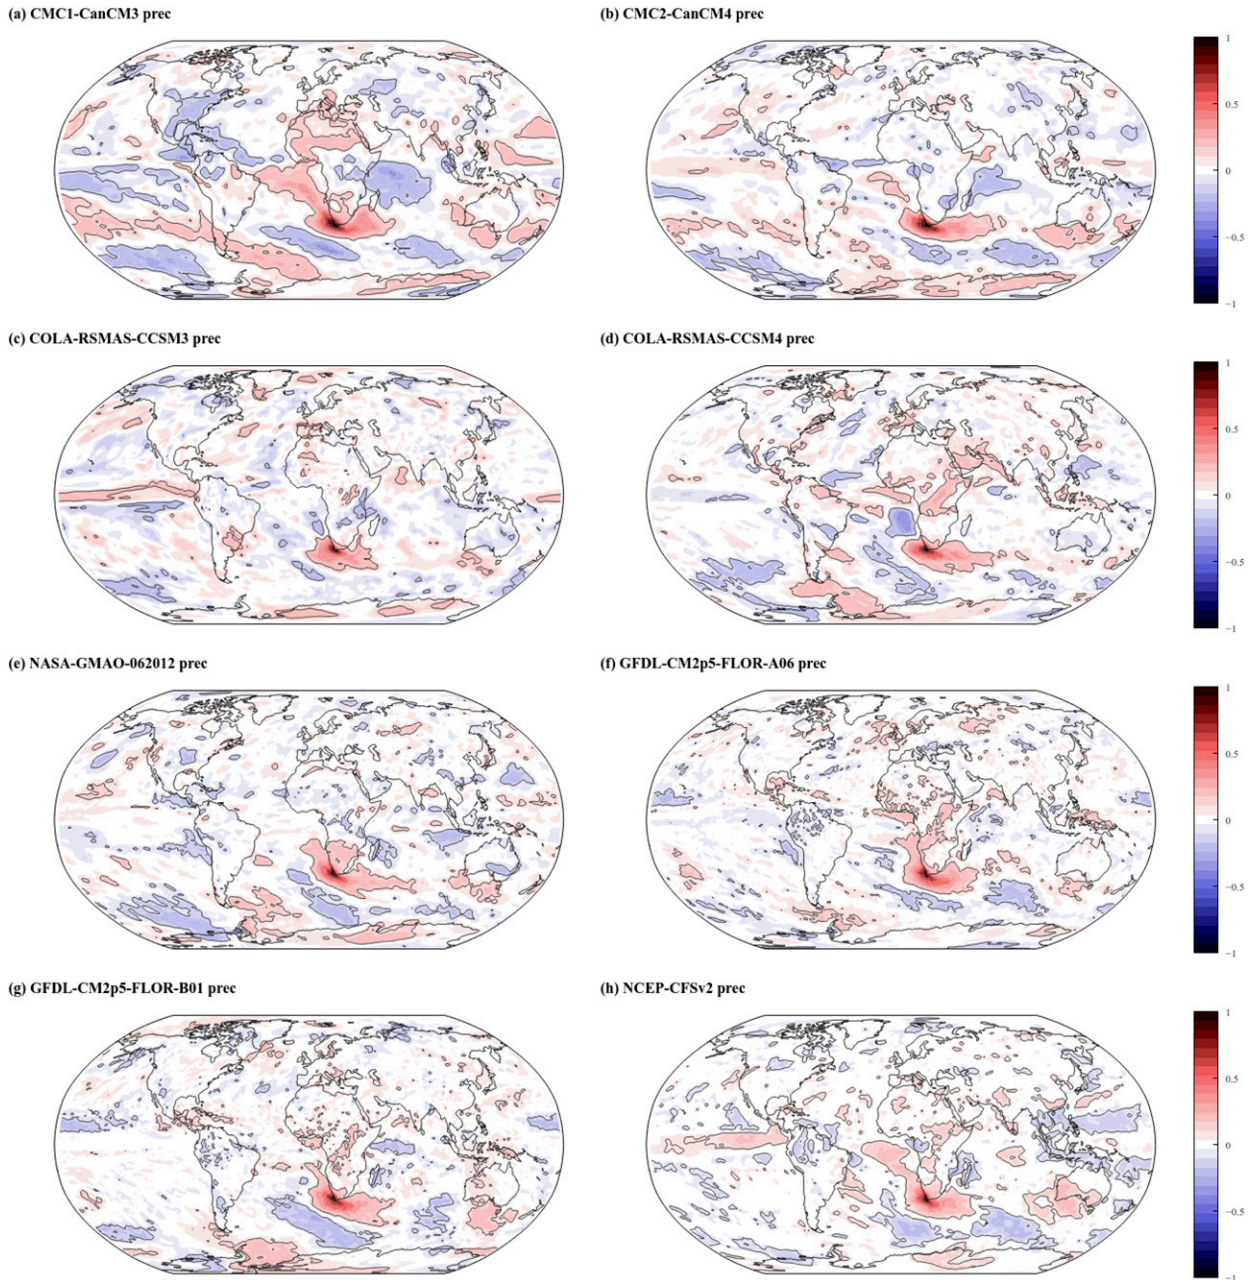 (a) CMC1-CanCM3 prec
(b) CMC2-CanCM4 prec
1
0.5
0
−0.5
−1
(c) COLA-RSMAS-CCSM3 prec
(d) COLA-RSMAS-CCSM4 prec
1
0.5
0
−0.5
−1
(e) NASA-GMAO-062012 prec
(f) GFDL-CM2p5-FLOR-A06 prec
1
0.5
0
−0.5
−1
(g) GFDL-CM2p5-FLOR-B01 prec
(h) NCEP-CFSv2 prec
1
0.5
0
−0.5
−1